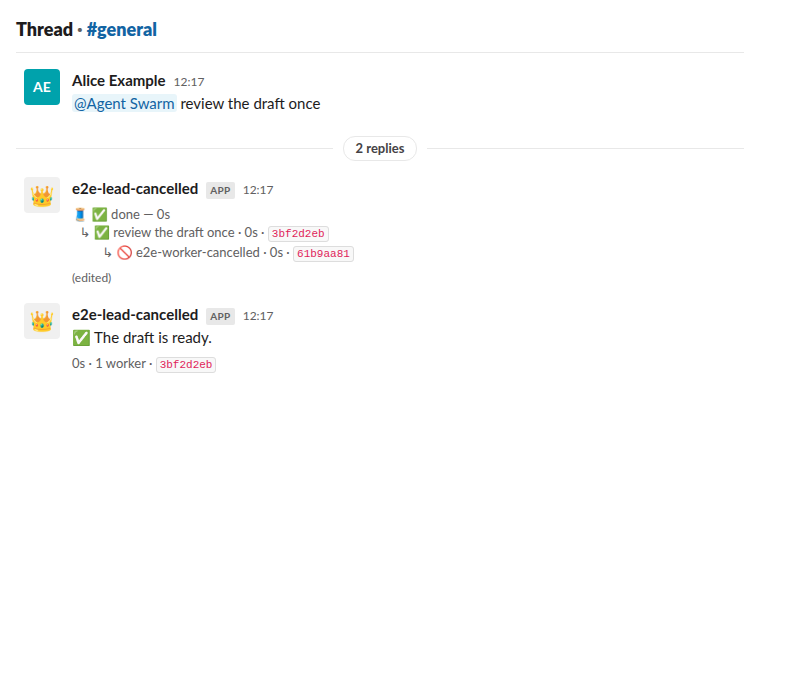 Thread • #general
AE
Alice Example 12:17
@Agent Swarm review the draft once
2 replies
e2e-lead-cancelled APP 12:17
🧵 ✅ done — 0s
↳ ✅ review the draft once · 0s · 3bf2d2eb
↳ 🚫 e2e-worker-cancelled · 0s · 61b9aa81
(edited)
e2e-lead-cancelled APP 12:17
✅ The draft is ready.
0s · 1 worker · 3bf2d2eb